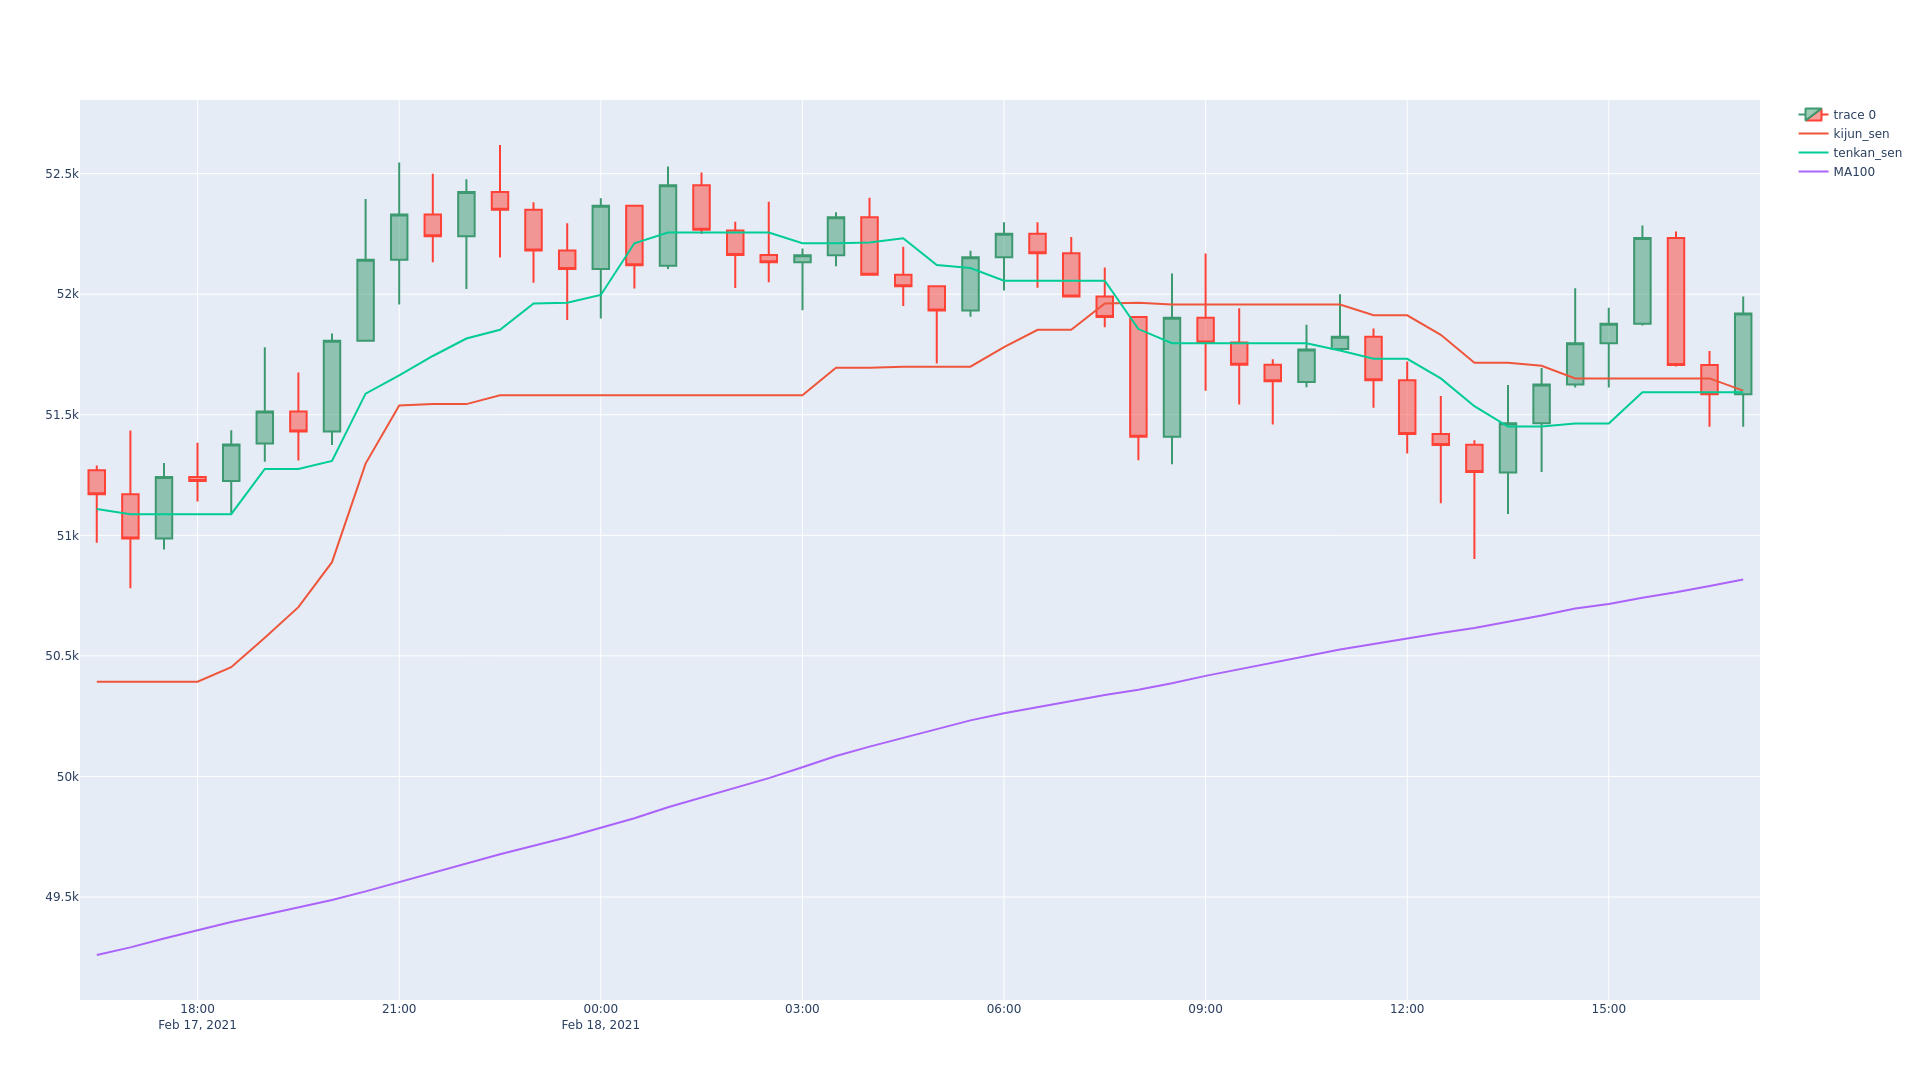 trace 0
kijun_sen
tenkan_sen
MA100
52.5k
52k
51.5k
51k
50.5k
50k
49.5k
18:00 21:00 00:00 03:00 06:00 09:00 12:00 15:00
Feb 17, 2021 Feb 18, 2021